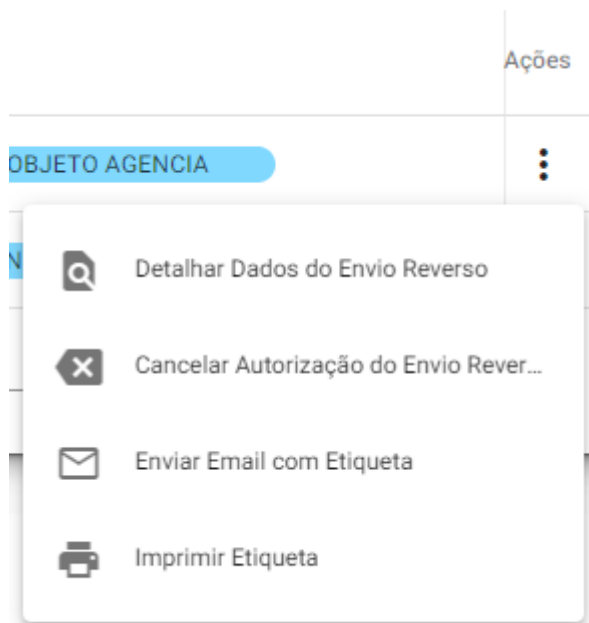 Ações
OBJETO AGENCIA
N
Detalhar Dados do Envio Reverso
Cancelar Autorização do Envio Rever...
Enviar Email com Etiqueta
Imprimir Etiqueta